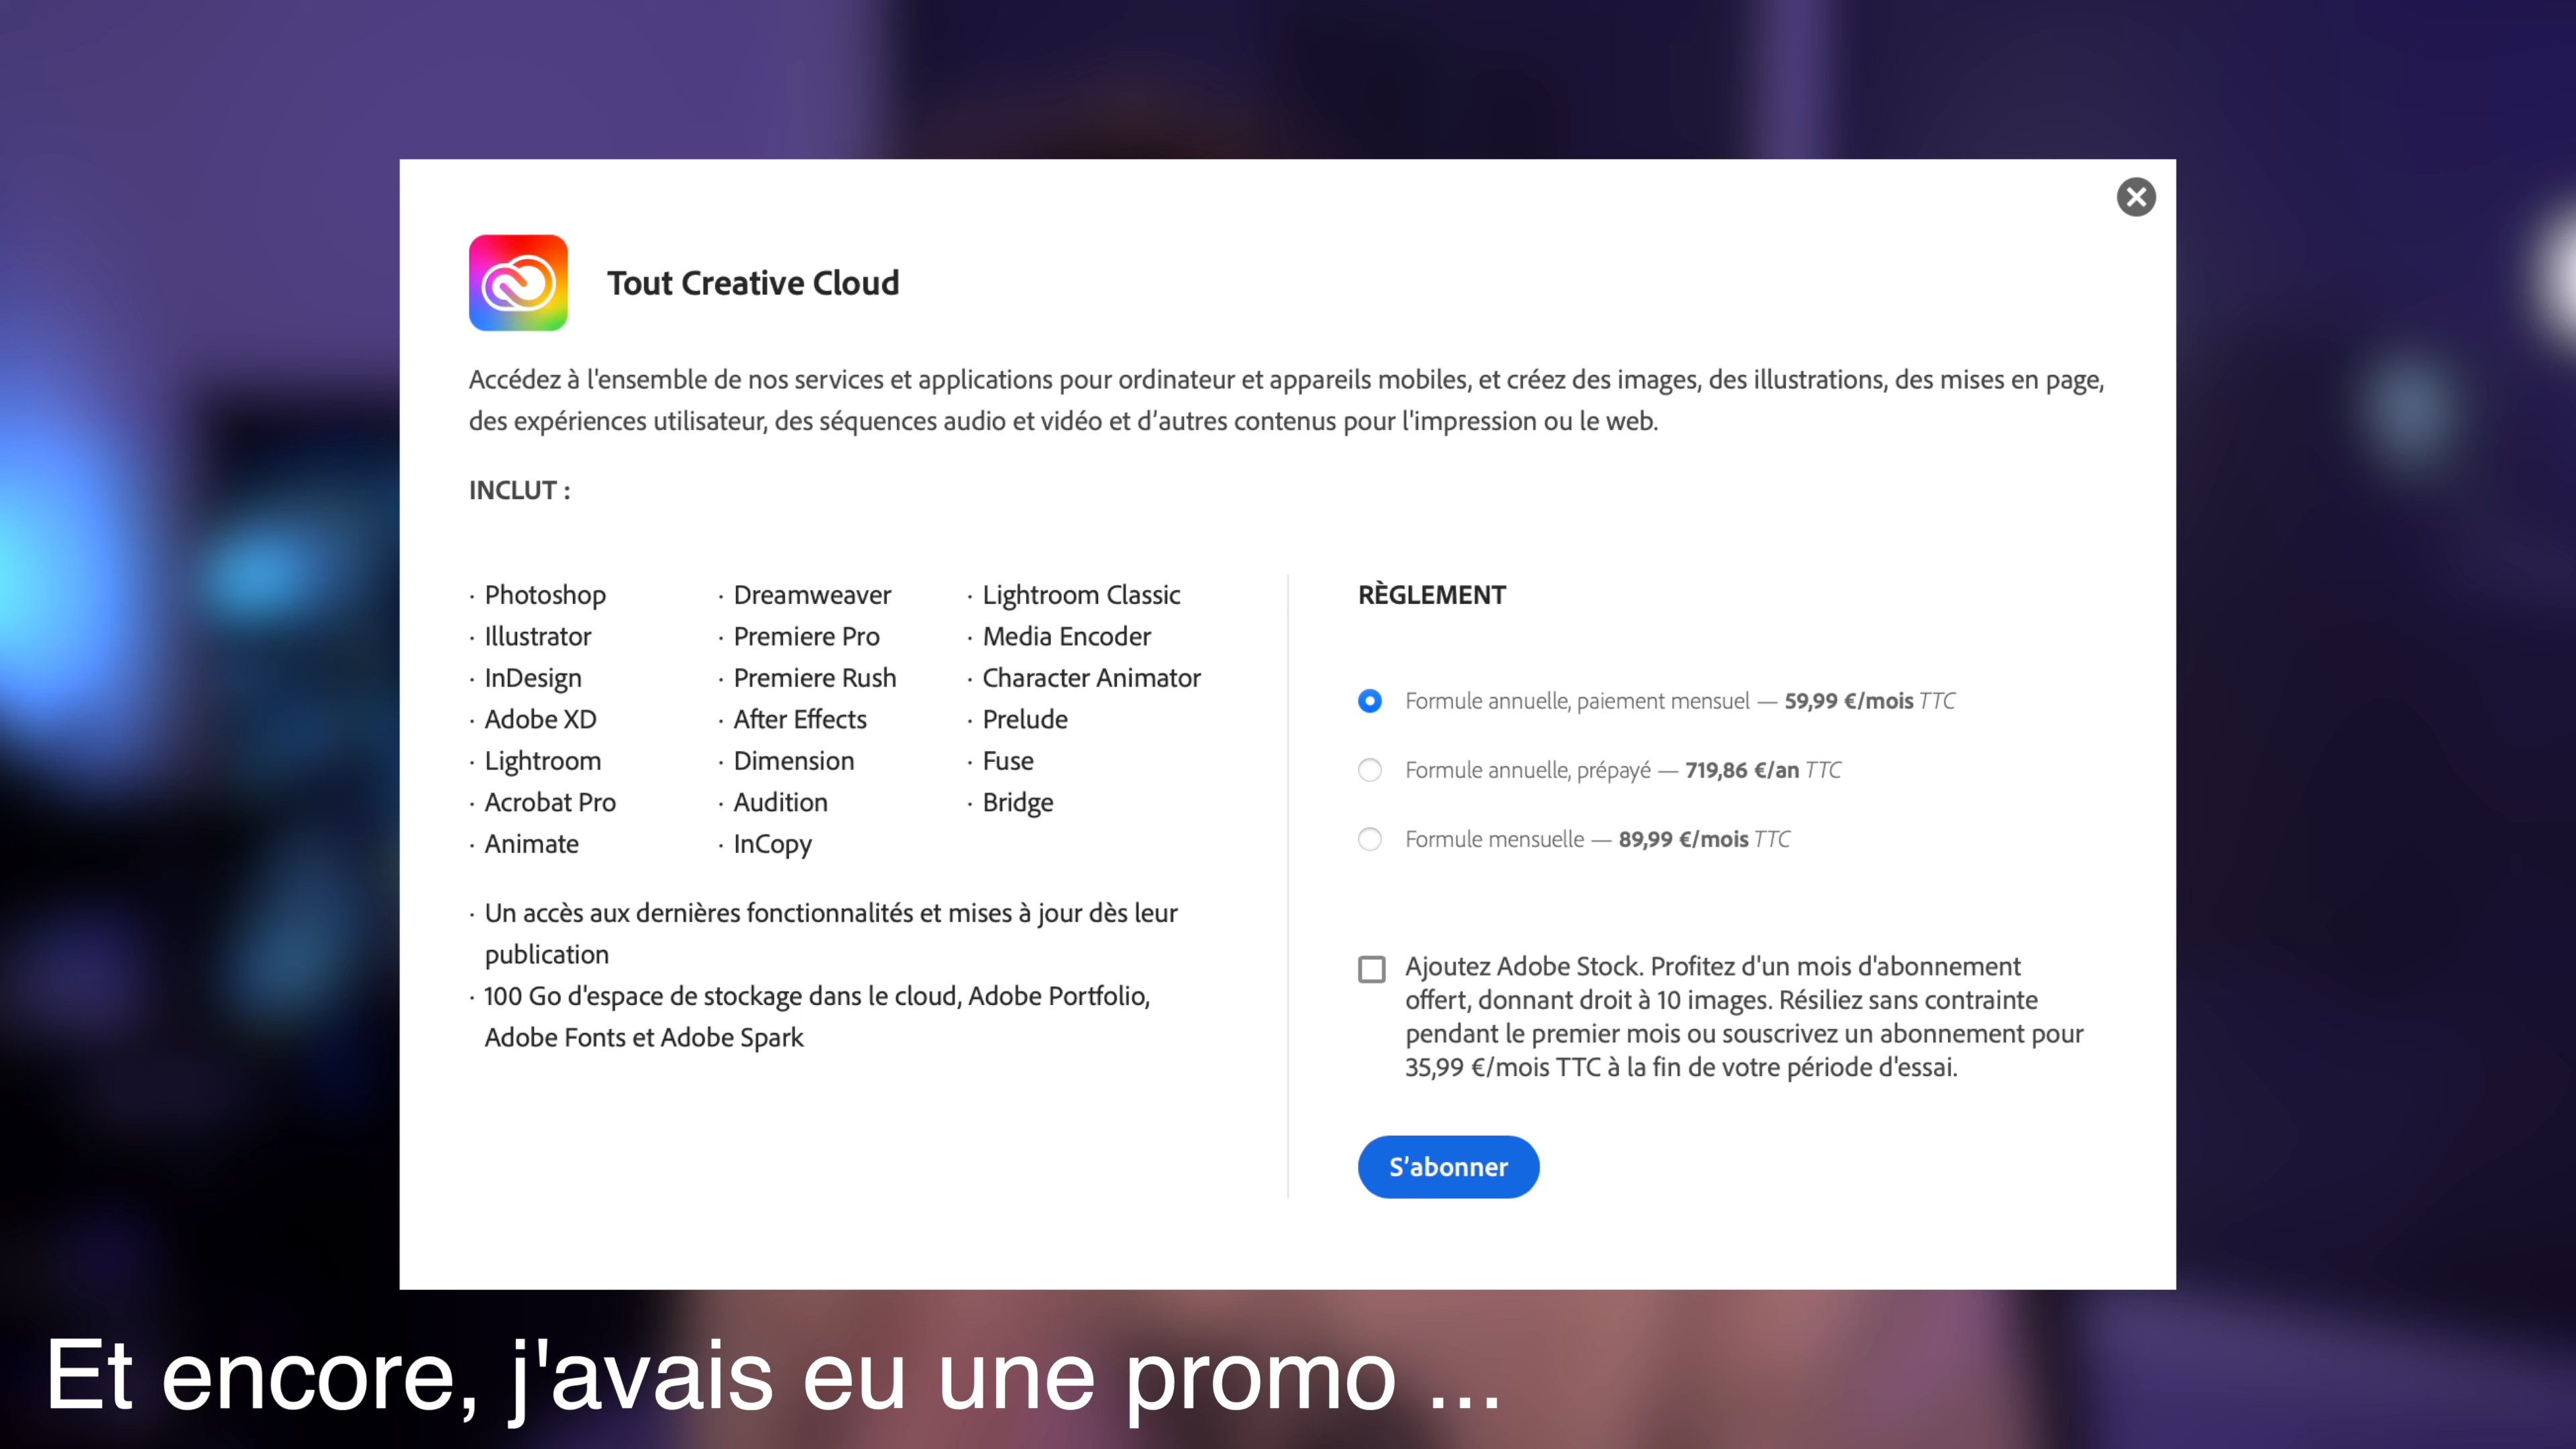 Tout Creative Cloud
Accédez à l'ensemble de nos services et applications pour ordinateur et appareils mobiles, et créez des images, des illustrations, des mises en page,
des expériences utilisateur, des séquences audio et vidéo et d’autres contenus pour l'impression ou le web.
INCLUT :
· Photoshop
· Illustrator
· InDesign
· Adobe XD
· Lightroom
· Acrobat Pro
· Animate
· Dreamweaver
· Premiere Pro
· Premiere Rush
· After Effects
· Dimension
· Audition
· InCopy
· Lightroom Classic
· Media Encoder
· Character Animator
· Prelude
· Fuse
· Bridge
· Un accès aux dernières fonctionnalités et mises à jour dès leur
publication
· 100 Go d'espace de stockage dans le cloud, Adobe Portfolio,
Adobe Fonts et Adobe Spark
RÈGLEMENT
Formule annuelle, paiement mensuel — 59,99 €/mois TTC
Formule annuelle, prépayé — 719,86 €/an TTC
Formule mensuelle — 89,99 €/mois TTC
Ajoutez Adobe Stock. Profitez d'un mois d'abonnement
offert, donnant droit à 10 images. Résiliez sans contrainte
pendant le premier mois ou souscrivez un abonnement pour
35,99 €/mois TTC à la fin de votre période d'essai.
S’abonner
Et encore, j'avais eu une promo ...